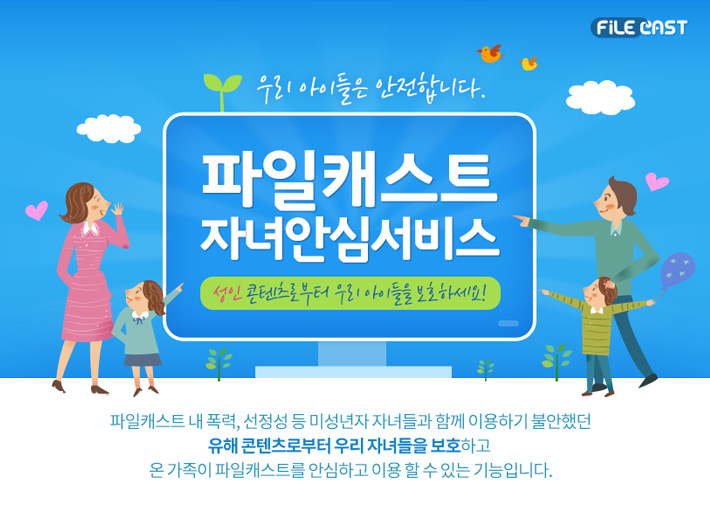 FiLE CAST
우리 아이들은 안전합니다.
파일캐스트
자녀안심서비스
성인 콘텐츠로부터 우리 아이들을 보호하세요!
파일캐스트 내 폭력, 선정성 등 미성년자 자녀들과 함께 이용하기 불안했던
유해 콘텐츠로부터 우리 자녀들을 보호하고
온 가족이 파일캐스트를 안심하고 이용 할 수 있는 기능입니다.